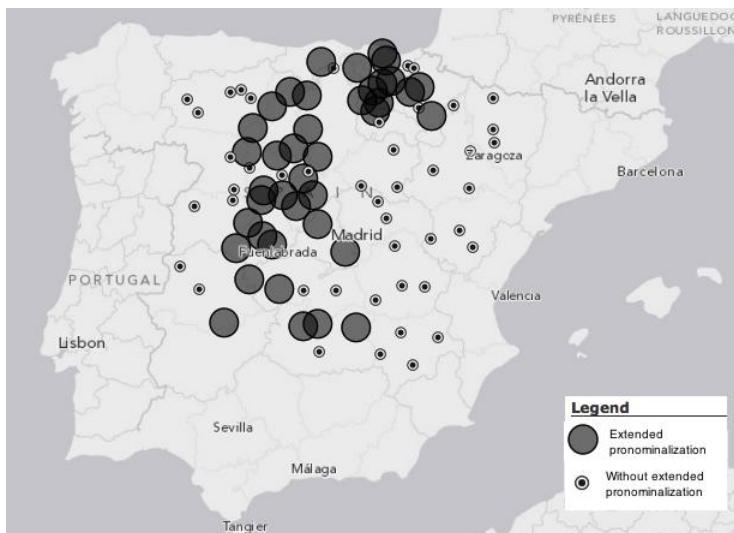 PYRÉNÉES
LANGUEDOC
ROUSSILLON
Andorra
la Vella
Zaragoza
Barcelona
S P A I N
Madrid
Fuenlabrada
PORTUGAL
Valencia
Lisbon
Legend
Extended
pronominalization
Without extended
pronominalization
Sevilla
Málaga
Tangier